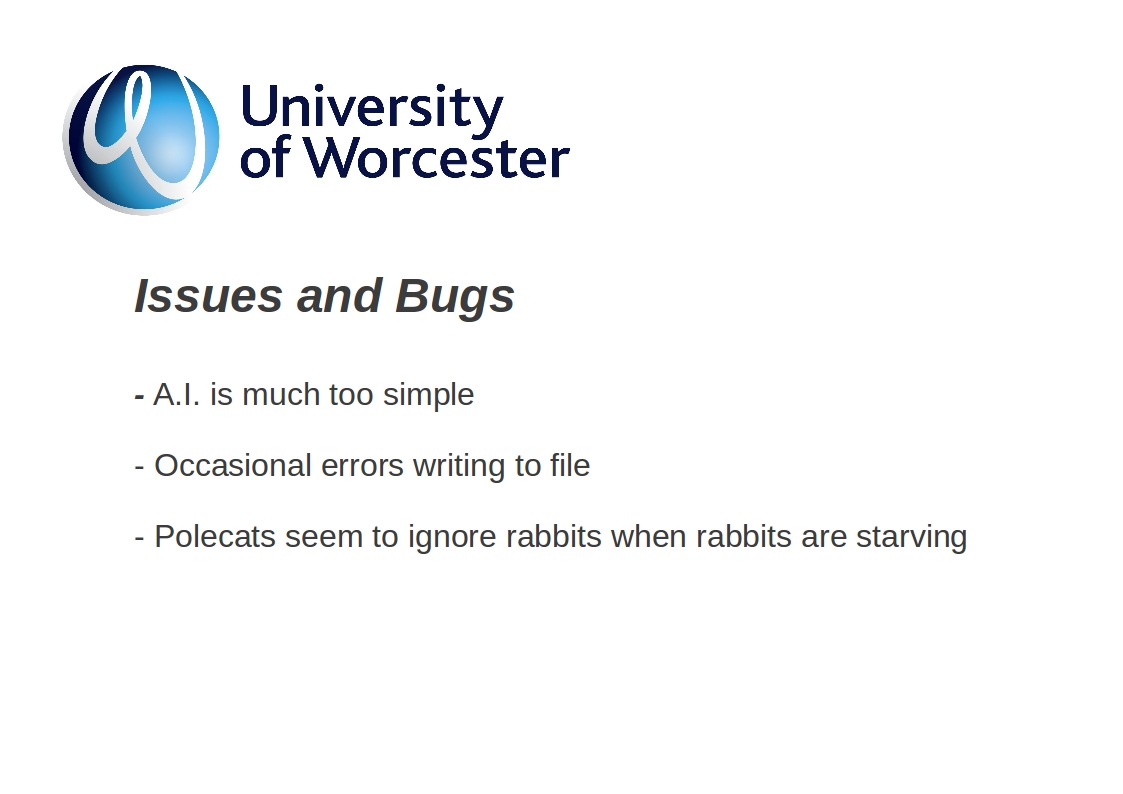 University
of Worcester
Issues and Bugs
- A.I. is much too simple
- Occasional errors writing to file
- Polecats seem to ignore rabbits when rabbits are starving